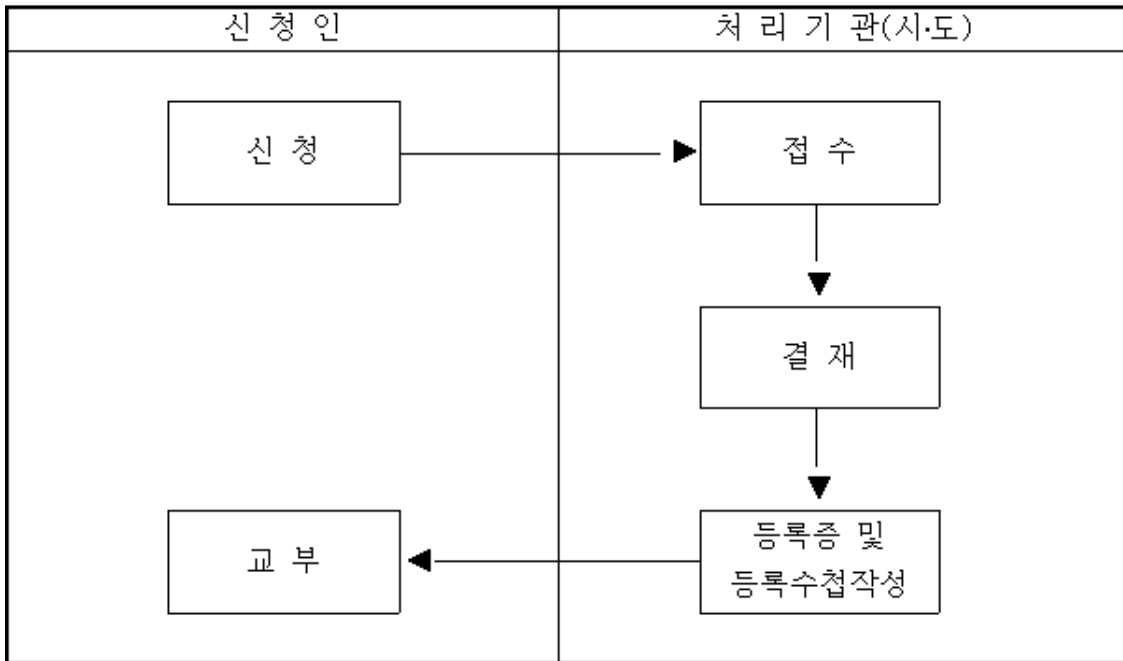 신 청 인
처 리 기 관(시·도)
신 청
접 수
결 재
교 부
등록증 및
등록수첩작성